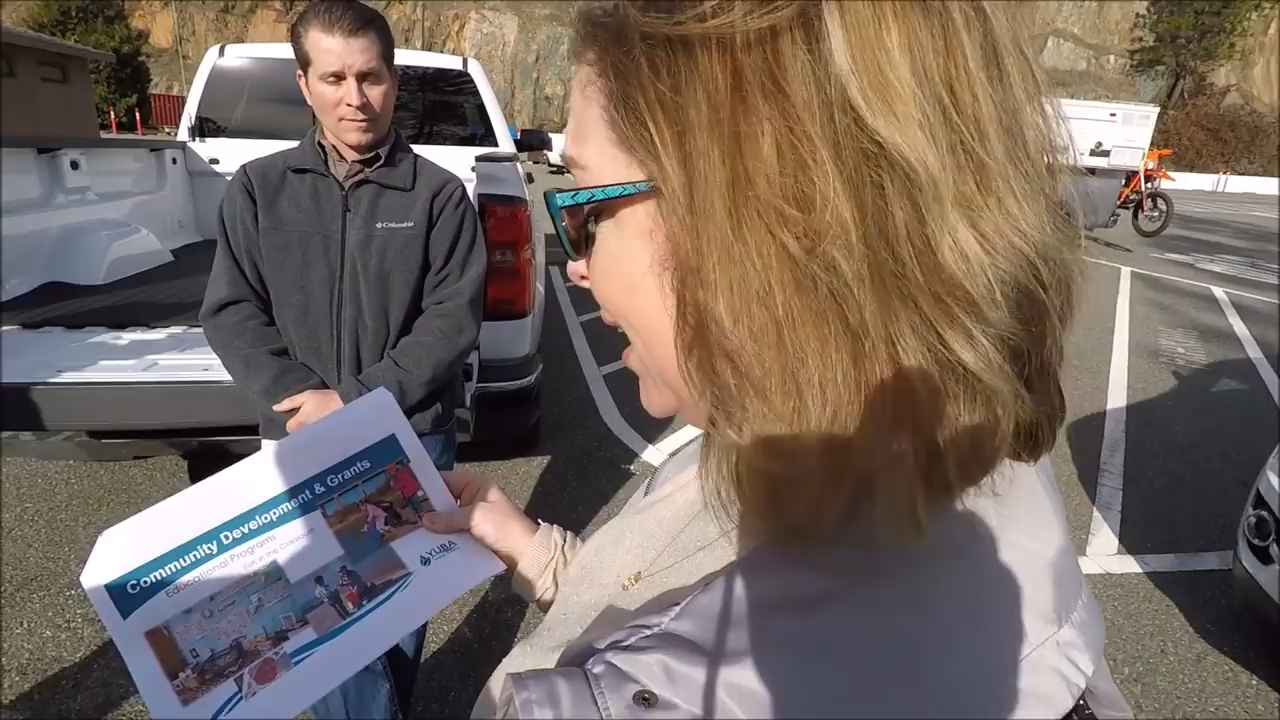 Columbia
Community Development & Grants
Educational Programs
Fish in the Classroom
YUBA